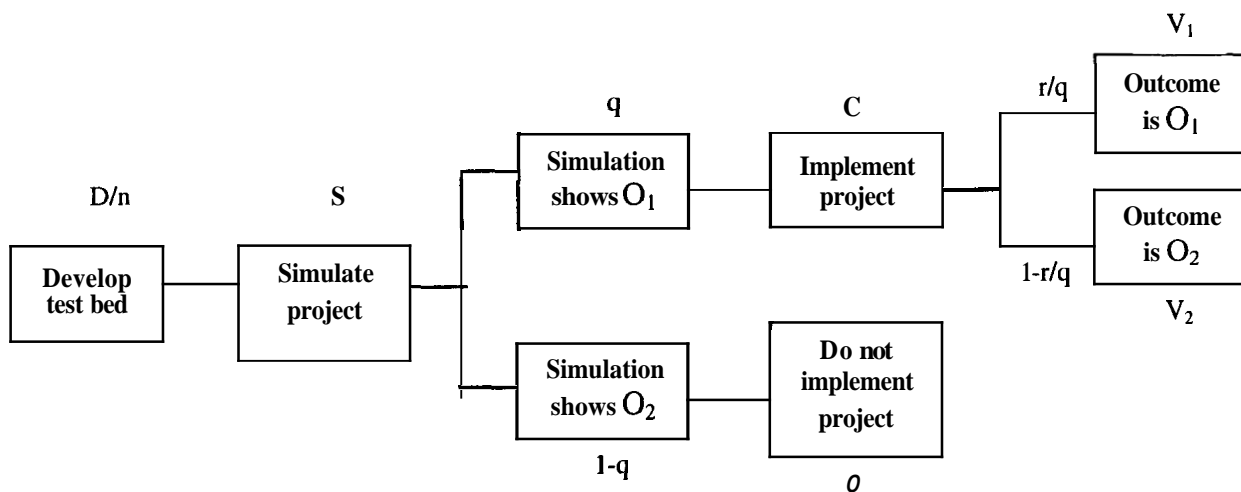 D/n
Develop
test bed
S
Simulate
project
q
Simulation
shows O₁
C
Implement
project
r/q
V₁
Outcome
is O₁
1-r/q
Outcome
is O₂
V₂
Simulation
shows O₂
1-q
Do not
implement
project
0